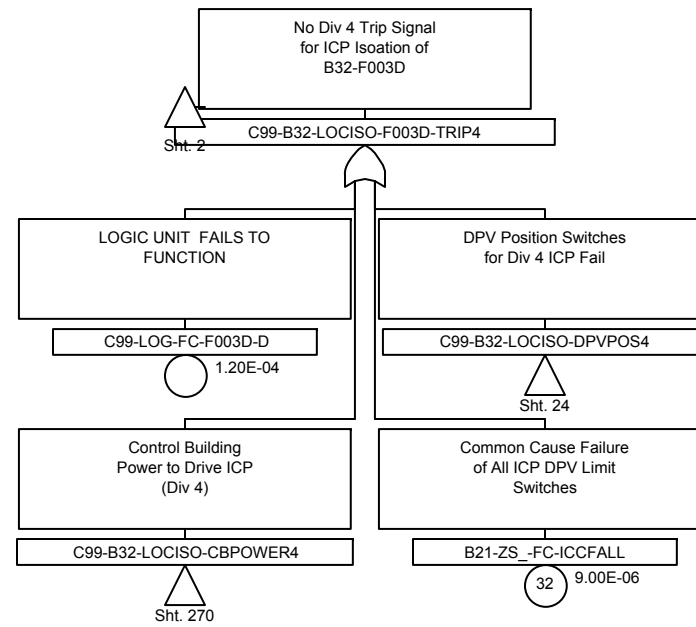 No Div 4 Trip Signal
for ICP Isoation of
B32-F003D
C99-B32-LOCISO-F003D-TRIP4
Sht. 2
LOGIC UNIT FAILS TO
FUNCTION
C99-LOG-FC-F003D-D
1.20E-04
DPV Position Switches
for Div 4 ICP Fail
C99-B32-LOCISO-DPVPOS4
Sht. 24
Control Building
Power to Drive ICP
(Div 4)
C99-B32-LOCISO-CBPOWER4
Sht. 270
Common Cause Failure
of All ICP DPV Limit
Switches
B21-ZS_-FC-ICCFALL
32
9.00E-06